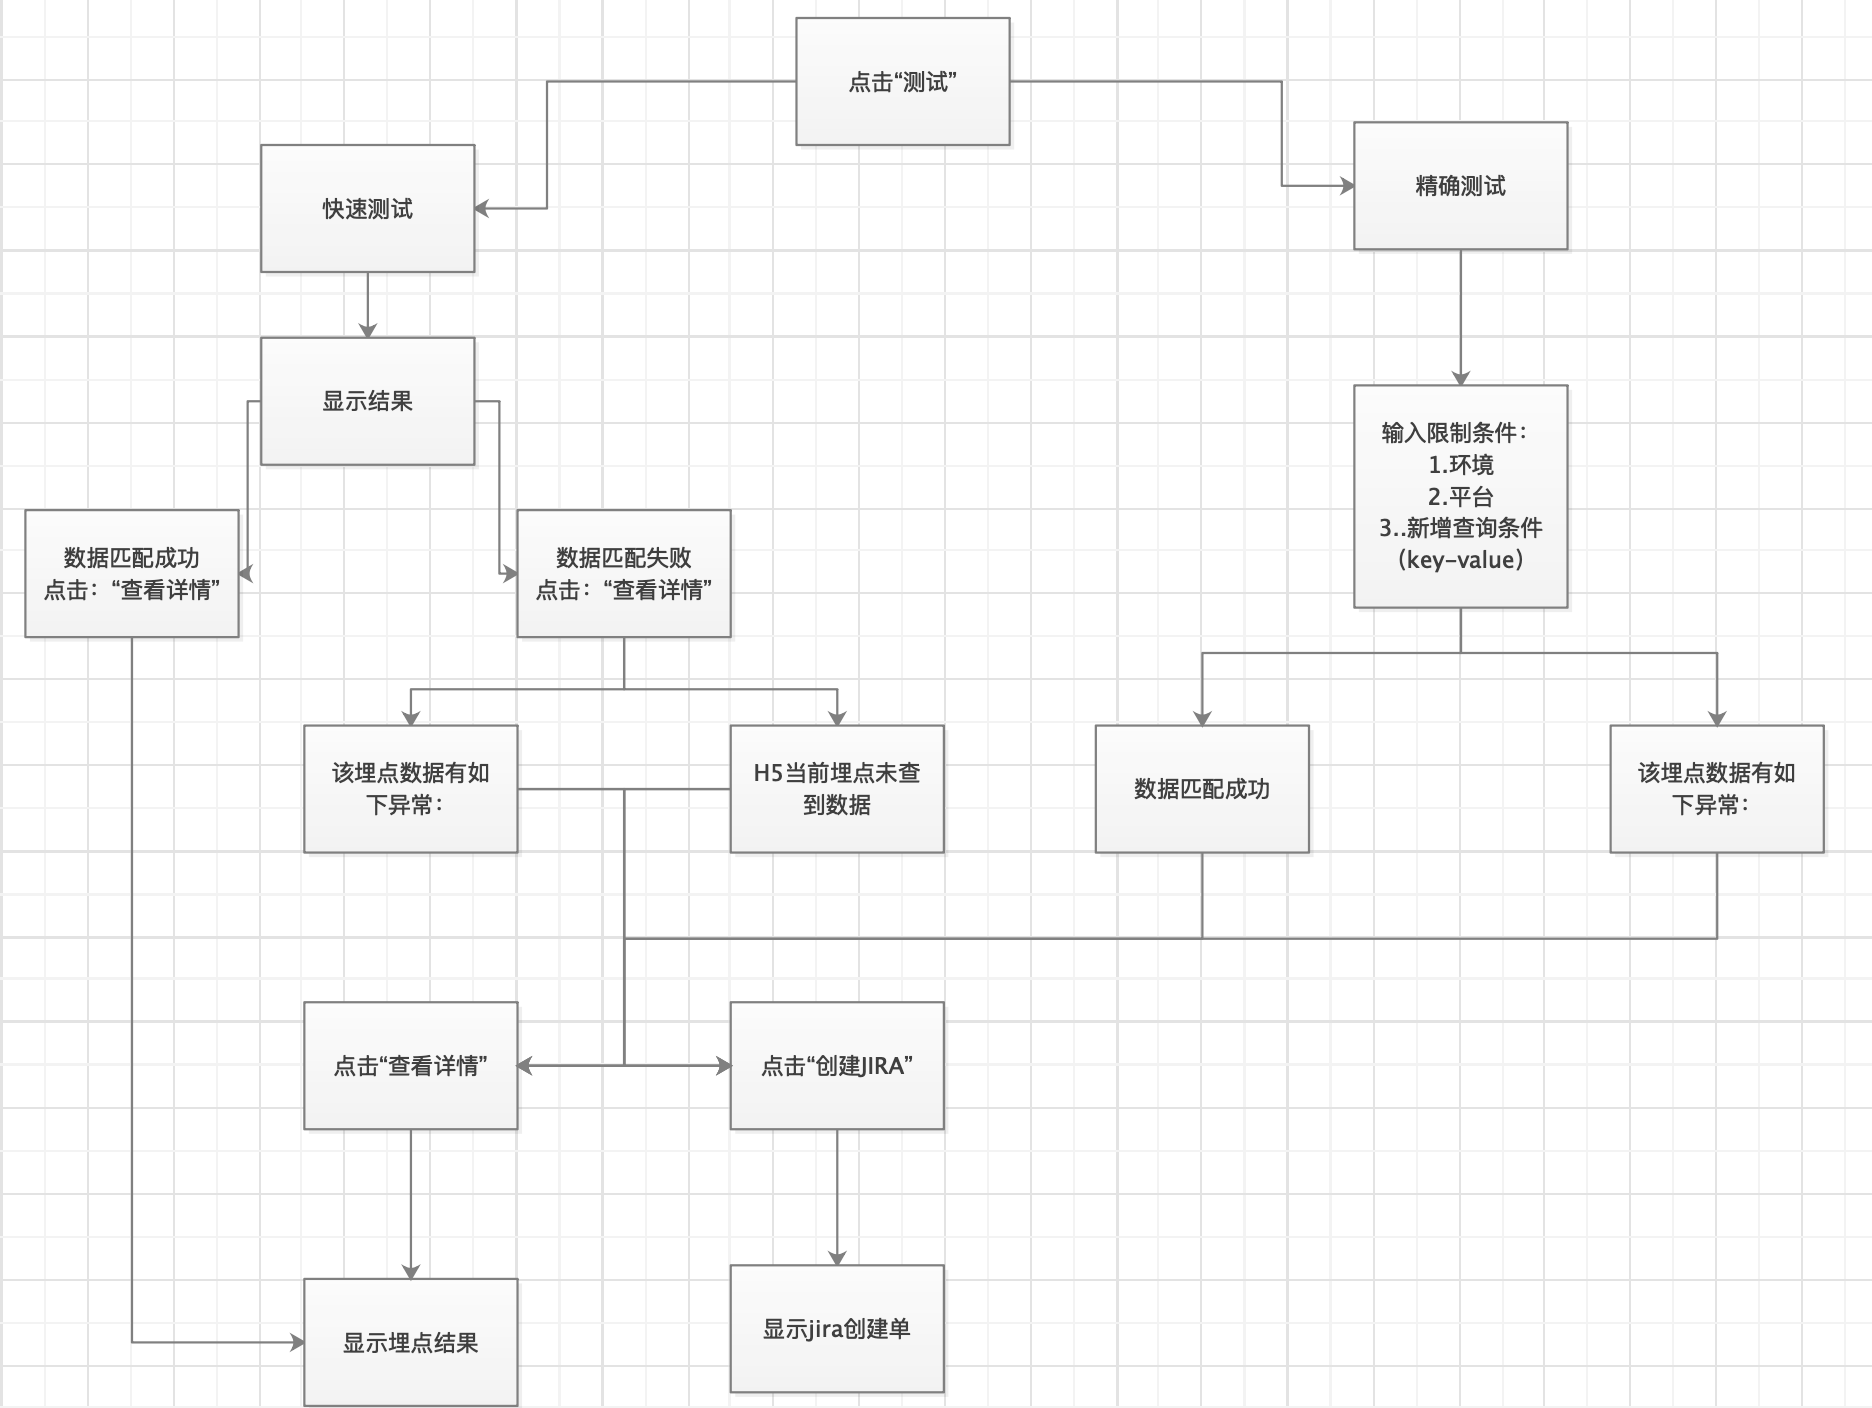 点击“测试”
精确测试
快速测试
显示结果
输入限制条件：
1.环境
2.平台
3..新增查询条件
（key-value）
数据匹配成功
点击：“查看详情”
数据匹配失败
点击：“查看详情”
该埋点数据有如
下异常：
H5当前埋点未查
到数据
数据匹配成功
该埋点数据有如
下异常：
点击“查看详情”
点击“创建JIRA”
显示埋点结果
显示jira创建单